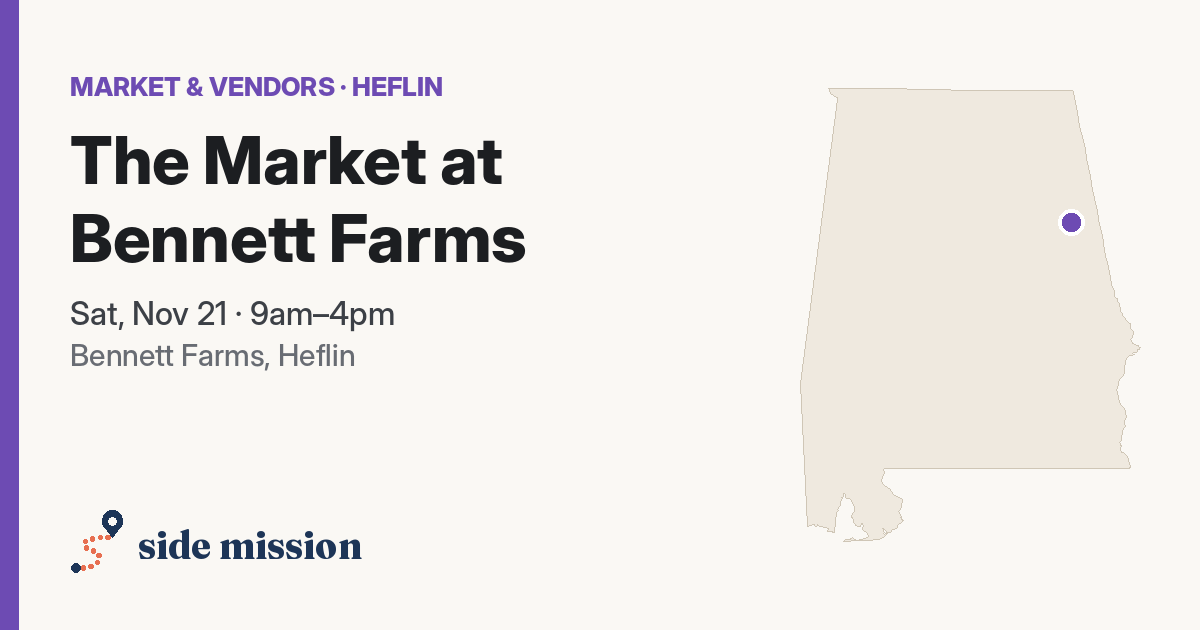 MARKET & VENDORS · HEFLIN
The Market at
Bennett Farms
Sat, Nov 21 · 9am–4pm
Bennett Farms, Heflin
side mission